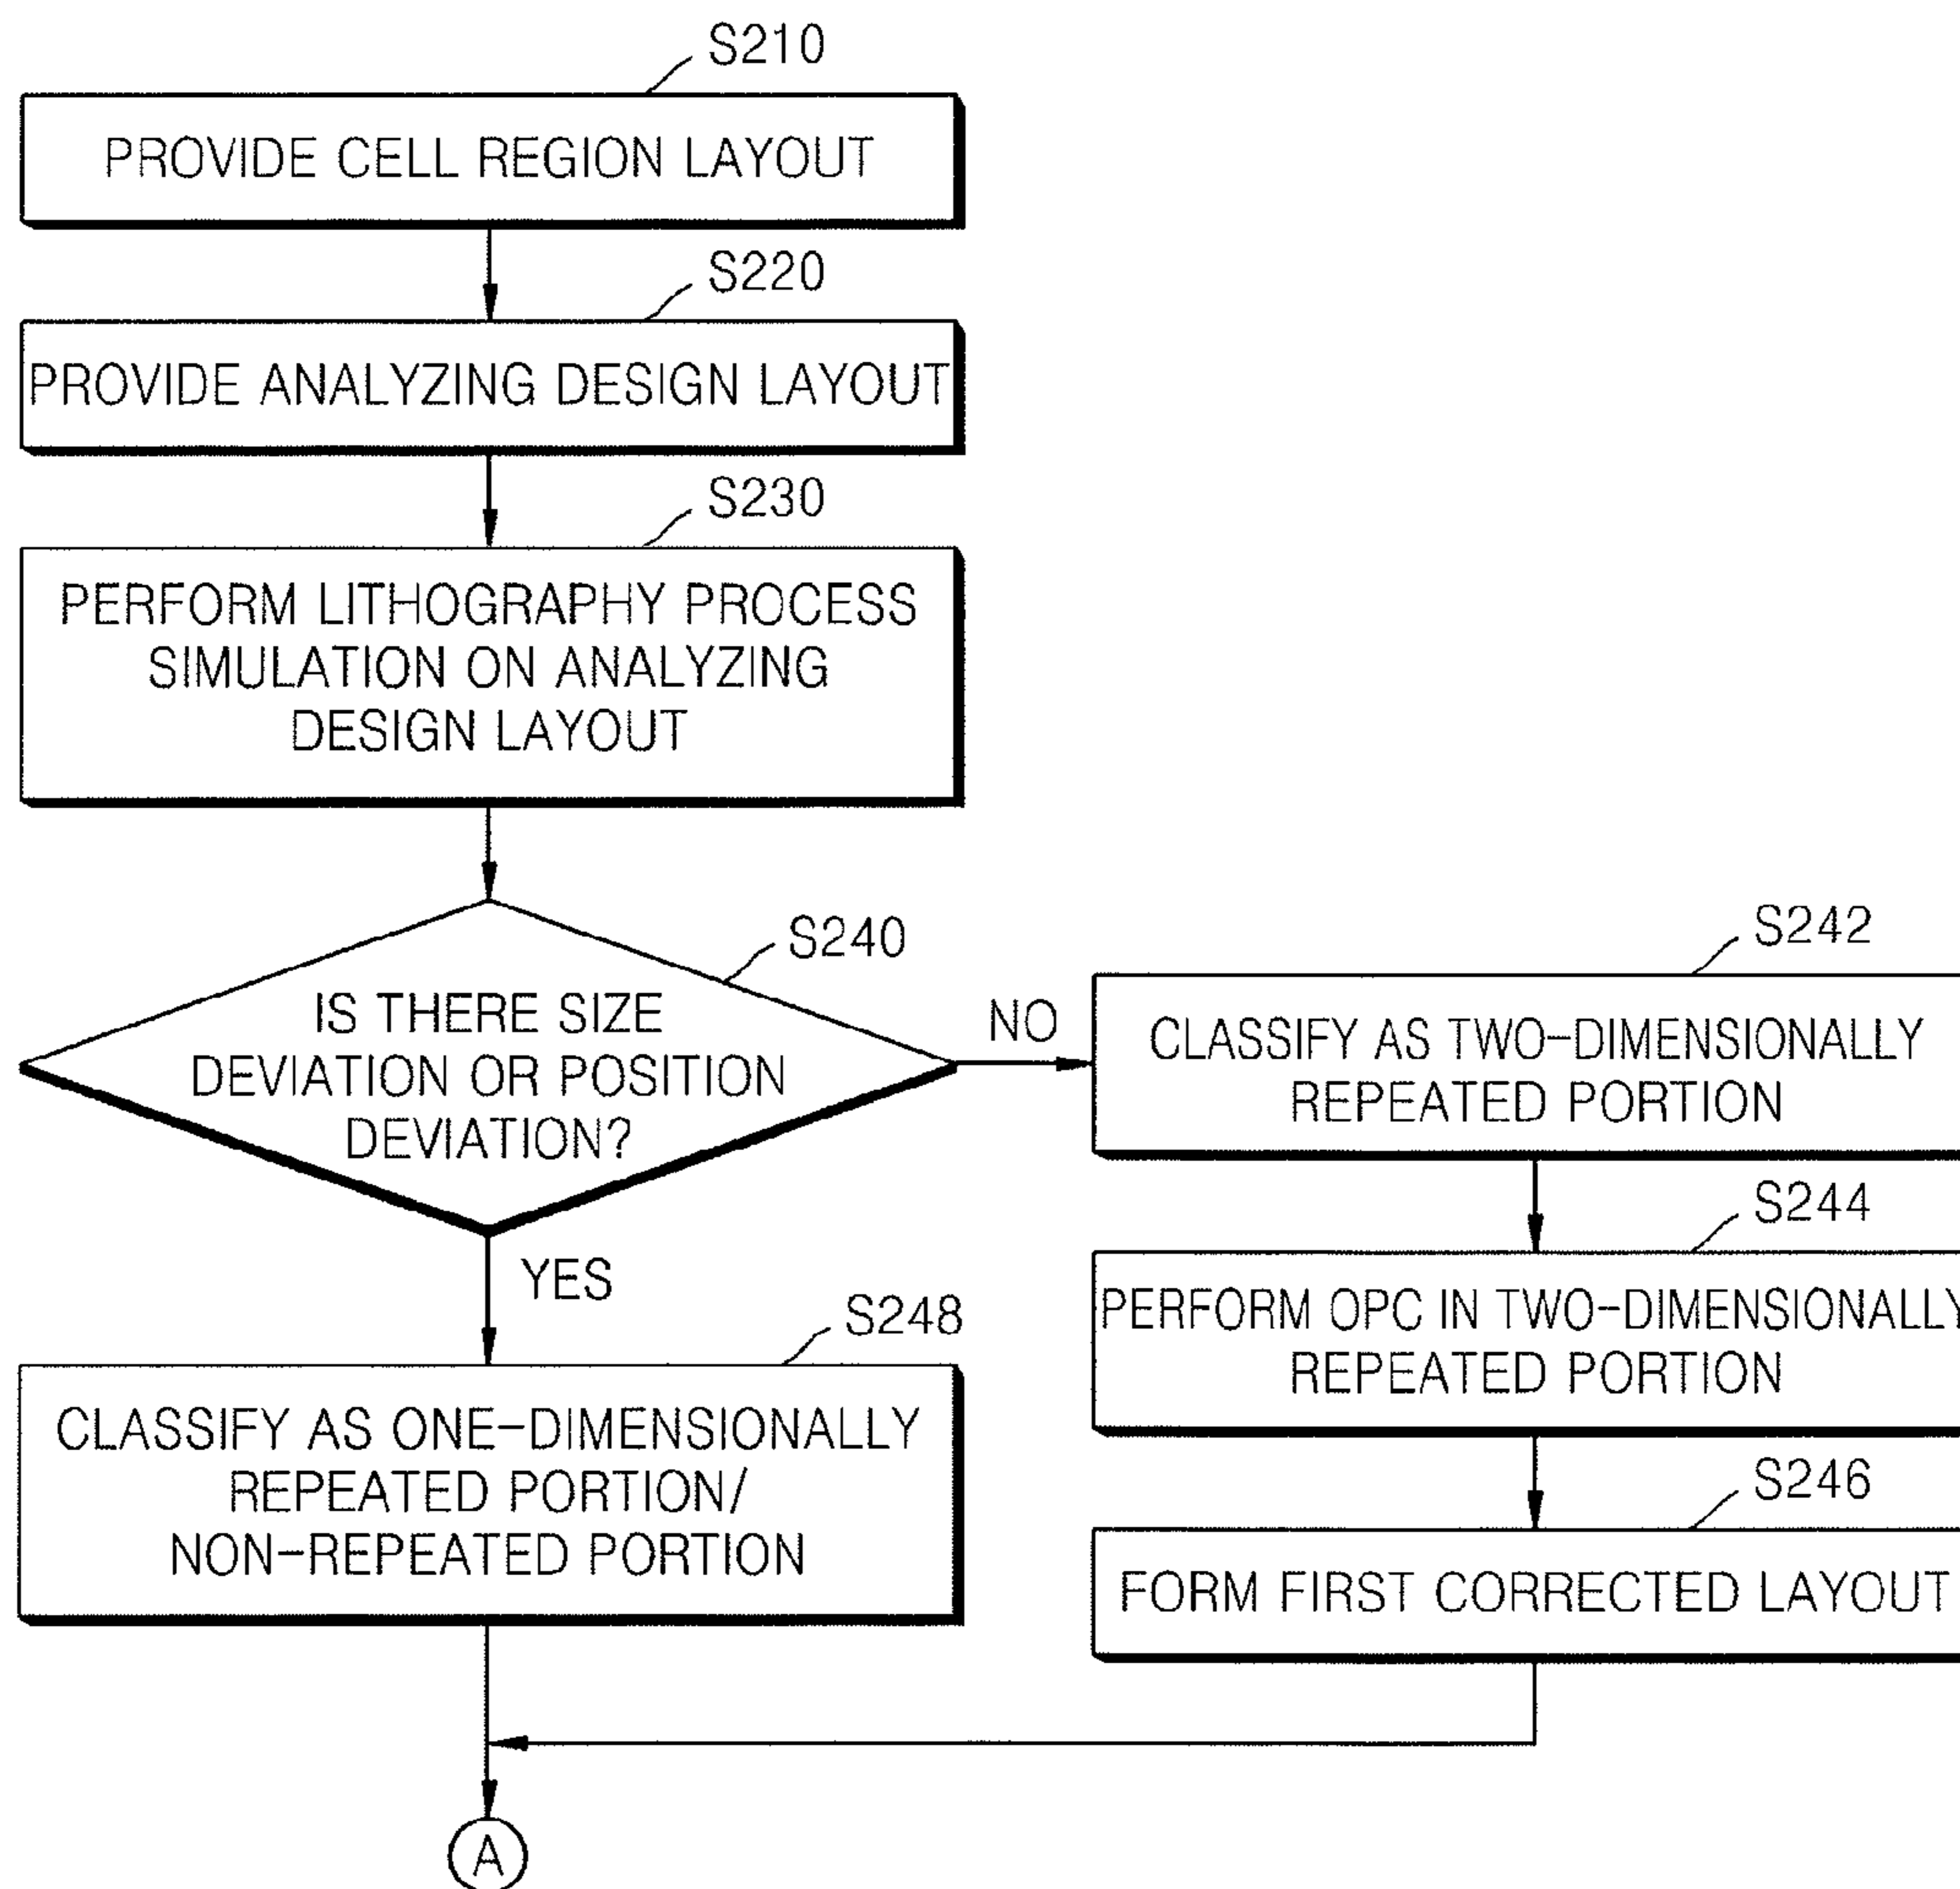 S210
PROVIDE CELL REGION LAYOUT
S220
PROVIDE ANALYZING DESIGN LAYOUT
S230
PERFORM LITHOGRAPHY PROCESS
SIMULATION ON ANALYZING
DESIGN LAYOUT
S240
IS THERE SIZE
DEVIATION OR POSITION
DEVIATION?
NO
S242
CLASSIFY AS TWO-DIMENSIONALLY
REPEATED PORTION
S244
PERFORM OPC IN TWO-DIMENSIONALLY
REPEATED PORTION
S246
FORM FIRST CORRECTED LAYOUT
YES
S248
CLASSIFY AS ONE-DIMENSIONALLY
REPEATED PORTION/
NON-REPEATED PORTION
A